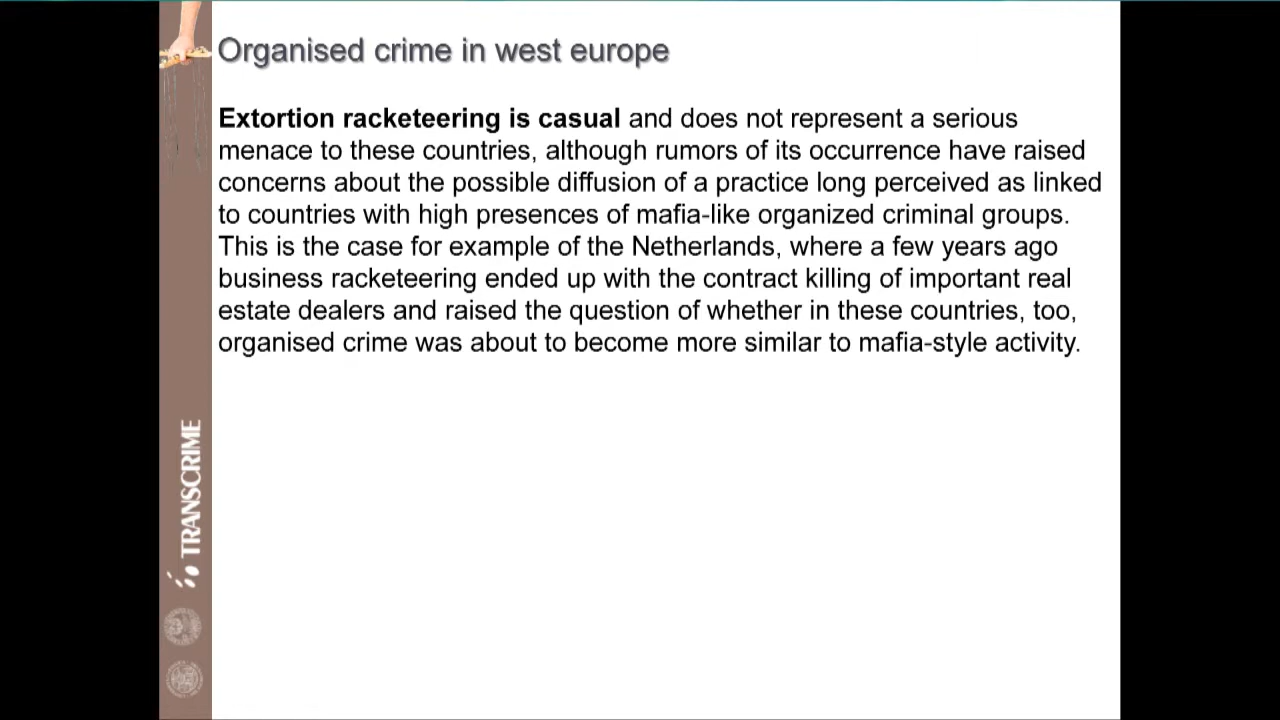 Organised crime in west europe
Extortion racketeering is casual and does not represent a serious
menace to these countries, although rumors of its occurrence have raised
concerns about the possible diffusion of a practice long perceived as linked
to countries with high presences of mafia-like organized criminal groups.
This is the case for example of the Netherlands, where a few years ago
business racketeering ended up with the contract killing of important real
estate dealers and raised the question of whether in these countries, too,
organised crime was about to become more similar to mafia-style activity.
TRANSCRIME